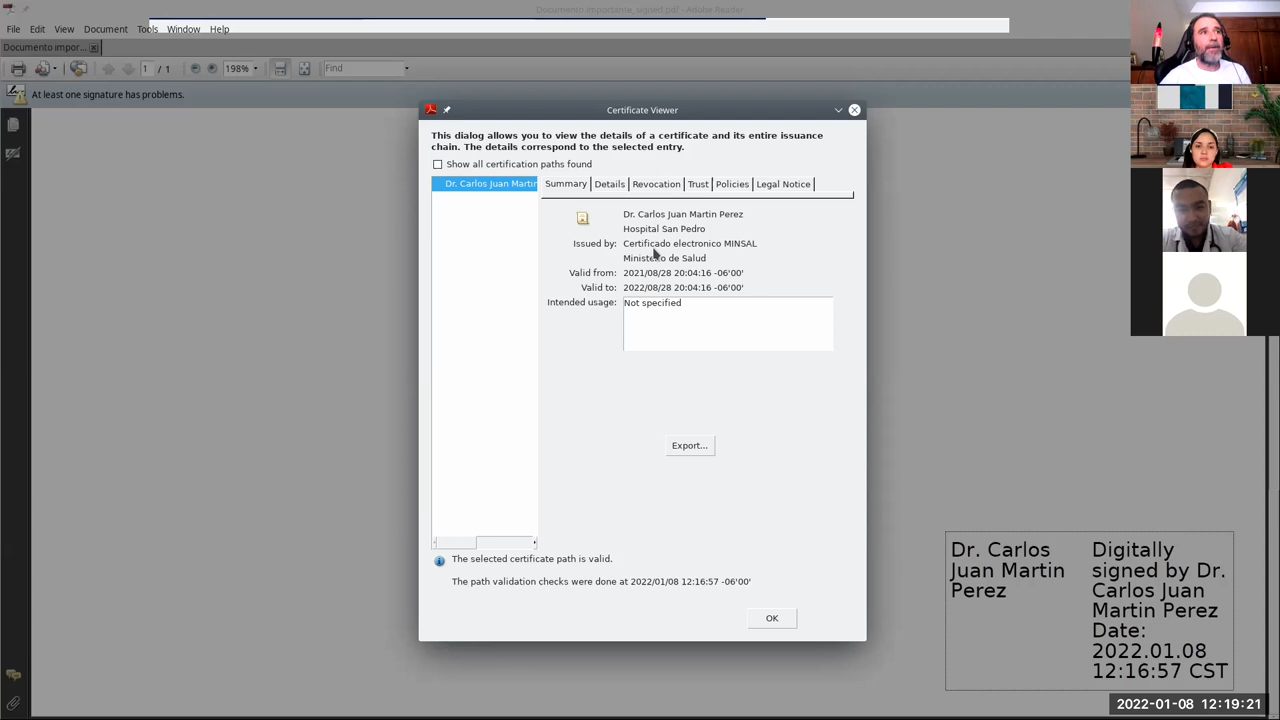 Documento importante_signed.pdf - Adobe Reader
File Edit View Document Tools Window Help
Documento impor...
1 / 1 198% Find
At least one signature has problems.
Certificate Viewer
This dialog allows you to view the details of a certificate and its entire issuance
chain. The details correspond to the selected entry.
Show all certification paths found
Dr. Carlos Juan Martin
Summary Details Revocation Trust Policies Legal Notice
Dr. Carlos Juan Martin Perez
Hospital San Pedro
Issued by: Certificado electronico MINSAL
Ministerio de Salud
Valid from: 2021/08/28 20:04:16 -06'00'
Valid to: 2022/08/28 20:04:16 -06'00'
Intended usage: Not specified
Export...
The selected certificate path is valid.
The path validation checks were done at 2022/01/08 12:16:57 -06'00'
OK
Dr. Carlos
Juan Martin
Perez
Digitally
signed by Dr.
Carlos Juan
Martin Perez
Date:
2022.01.08
12:16:57 CST
2022-01-08 12:19:21